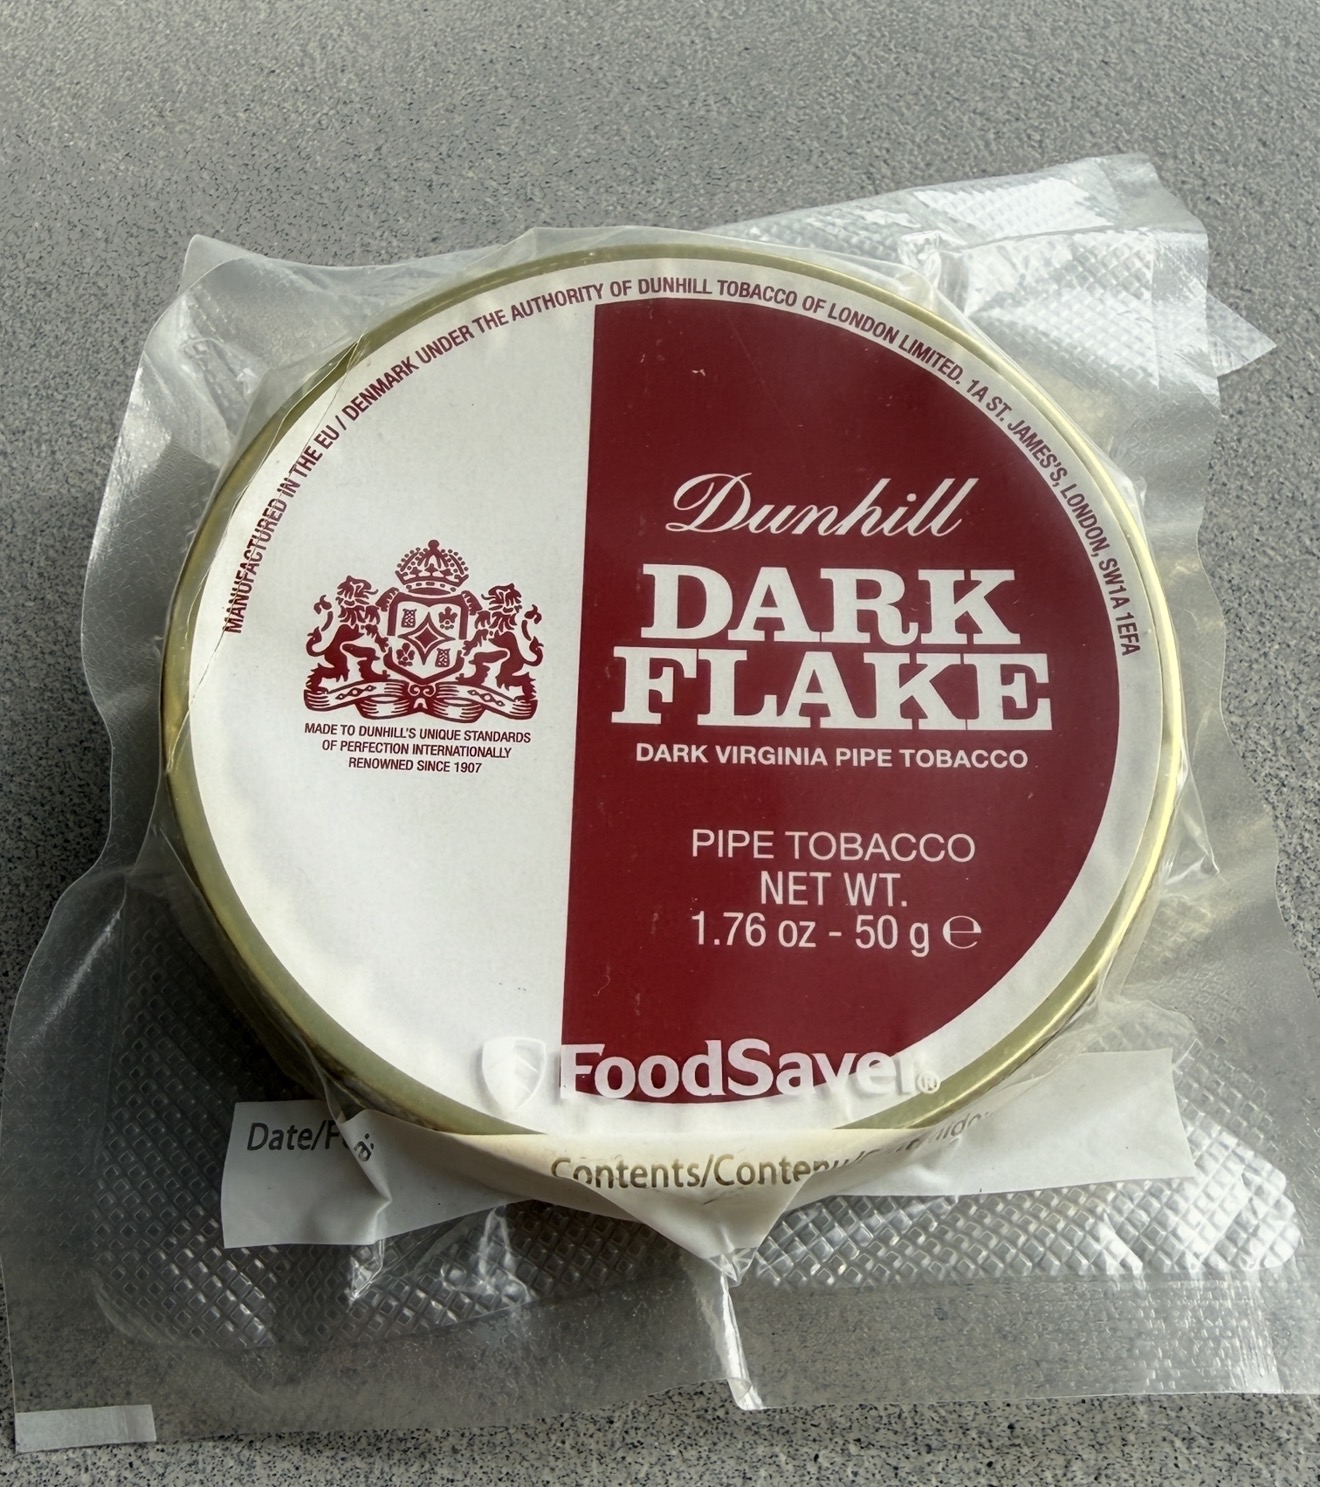 MANUFACTURED IN THE EU / DENMARK UNDER THE AUTHORITY OF DUNHILL TOBACCO OF LONDON LIMITED. 1A ST. JAMES'S, LONDON, SW1A 1EFA
Dunhill
DARK
FLAKE
DARK VIRGINIA PIPE TOBACCO
MADE TO DUNHILL'S UNIQUE STANDARDS
OF PERFECTION INTERNATIONALLY
RENOWNED SINCE 1907
PIPE TOBACCO
NET WT.
1.76 oz - 50 g ℮
FoodSaver®
Contents/